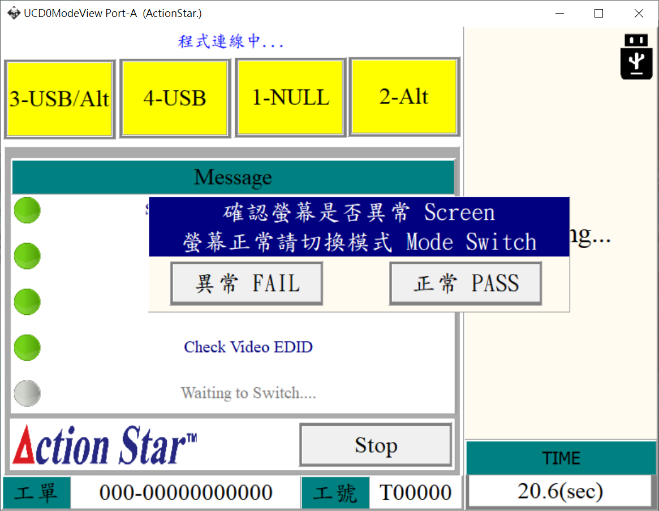 UCD0ModeView Port-A (ActionStar.)
程式連線中...
3-USB/Alt
4-USB
1-NULL
2-Alt
Message
確認螢幕是否異常 Screen
螢幕正常請切換模式 Mode Switch
異常 FAIL
正常 PASS
Check Video EDID
Waiting to Switch....
Action Star™
Stop
TIME
20.6(sec)
工單
000-00000000000
工號
T00000